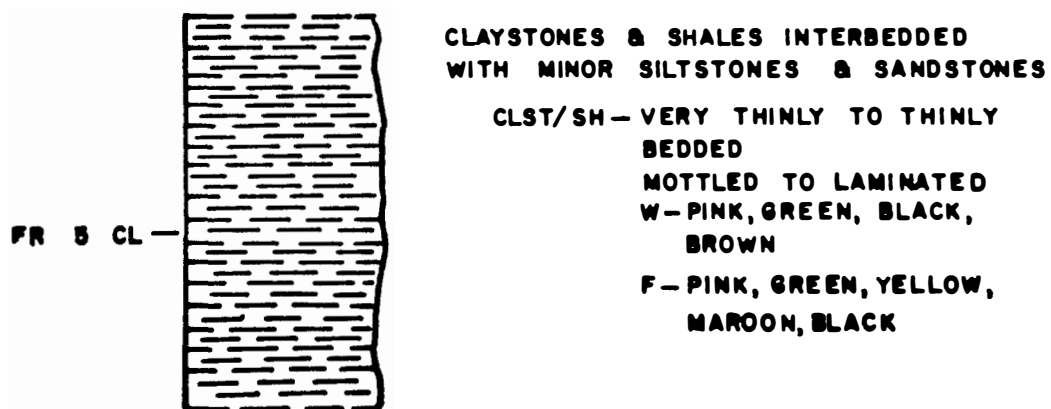 CLAYSTONES & SHALES INTERBEDDED
WITH MINOR SILTSTONES & SANDSTONES
CLST/SH – VERY THINLY TO THINLY
BEDDED
MOTTLED TO LAMINATED
W – PINK, GREEN, BLACK,
BROWN
FR 5 CL –
F – PINK, GREEN, YELLOW,
MAROON, BLACK